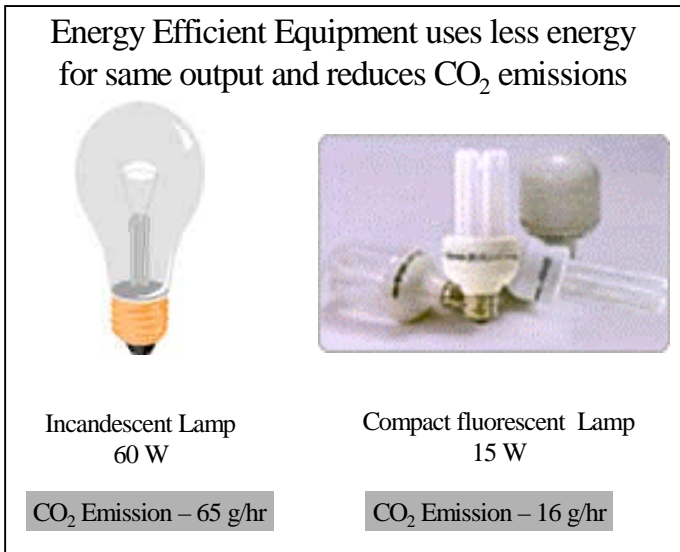 Energy Efficient Equipment uses less energy
for same output and reduces CO₂ emissions
Incandescent Lamp
60 W
Compact fluorescent Lamp
15 W
CO₂ Emission – 65 g/hr
CO₂ Emission – 16 g/hr